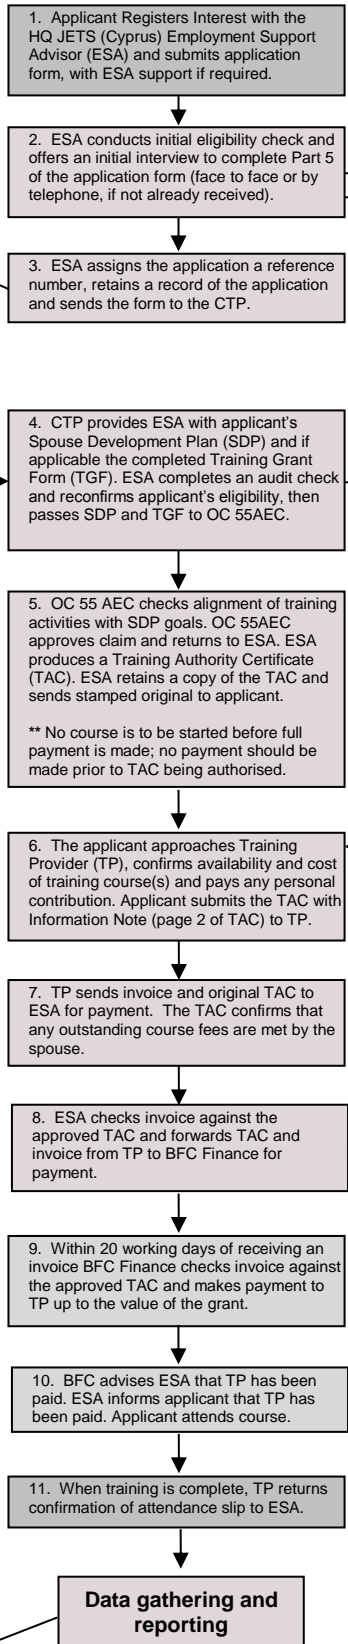 1. Applicant Registers Interest with the
HQ JETS (Cyprus) Employment Support
Advisor (ESA) and submits application
form, with ESA support if required.
2. ESA conducts initial eligibility check and
offers an initial interview to complete Part 5
of the application form (face to face or by
telephone, if not already received).
3. ESA assigns the application a reference
number, retains a record of the application
and sends the form to the CTP.
4. CTP provides ESA with applicant's
Spouse Development Plan (SDP) and if
applicable the completed Training Grant
Form (TGF). ESA completes an audit check
and reconfirms applicant's eligibility, then
passes SDP and TGF to OC 55AEC.
5. OC 55 AEC checks alignment of training
activities with SDP goals. OC 55AEC
approves claim and returns to ESA. ESA
produces a Training Authority Certificate
(TAC). ESA retains a copy of the TAC and
sends stamped original to applicant.
** No course is to be started before full
payment is made; no payment should be
made prior to TAC being authorised.
6. The applicant approaches Training
Provider (TP), confirms availability and cost
of training course(s) and pays any personal
contribution. Applicant submits the TAC with
Information Note (page 2 of TAC) to TP.
7. TP sends invoice and original TAC to
ESA for payment. The TAC confirms that
any outstanding course fees are met by the
spouse.
8. ESA checks invoice against the
approved TAC and forwards TAC and
invoice from TP to BFC Finance for
payment.
9. Within 20 working days of receiving an
invoice BFC Finance checks invoice against
the approved TAC and makes payment to
TP up to the value of the grant.
10. BFC advises ESA that TP has been
paid. ESA informs applicant that TP has
been paid. Applicant attends course.
11. When training is complete, TP returns
confirmation of attendance slip to ESA.
Data gathering and
reporting